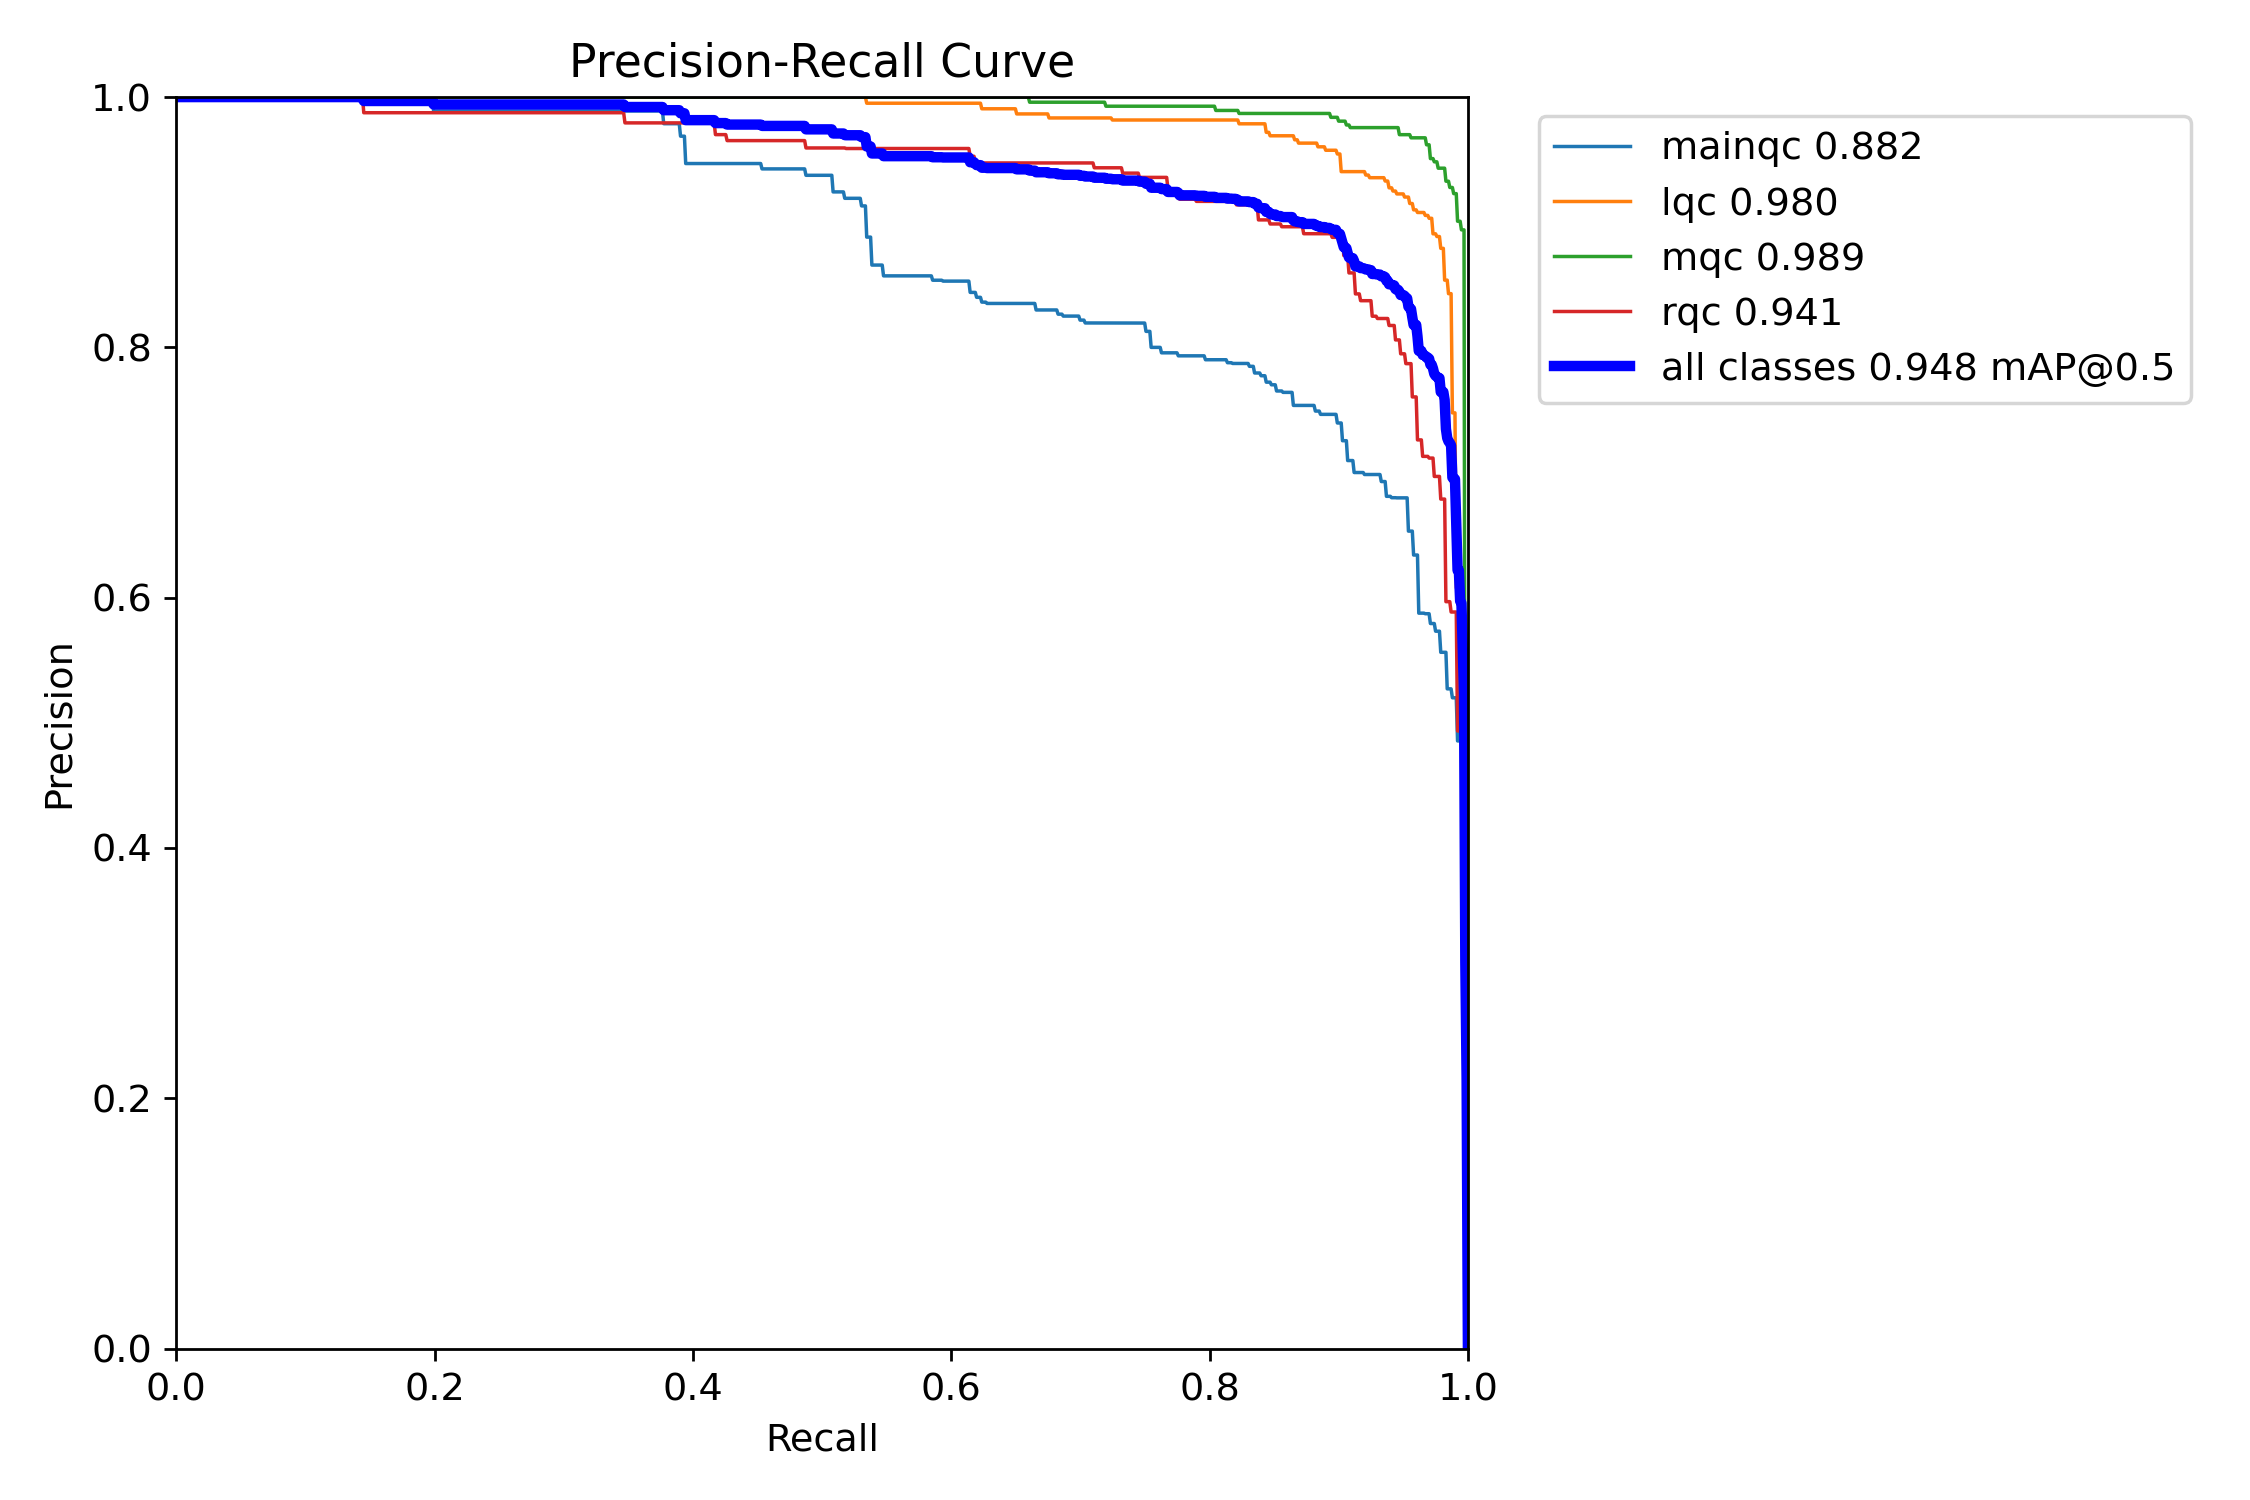 Precision-Recall Curve
1.0
0.8
0.6
0.4
0.2
0.0
Precision
0.0 0.2 0.4 0.6 0.8 1.0
Recall
mainqc 0.882
lqc 0.980
mqc 0.989
rqc 0.941
all classes 0.948 mAP@0.5